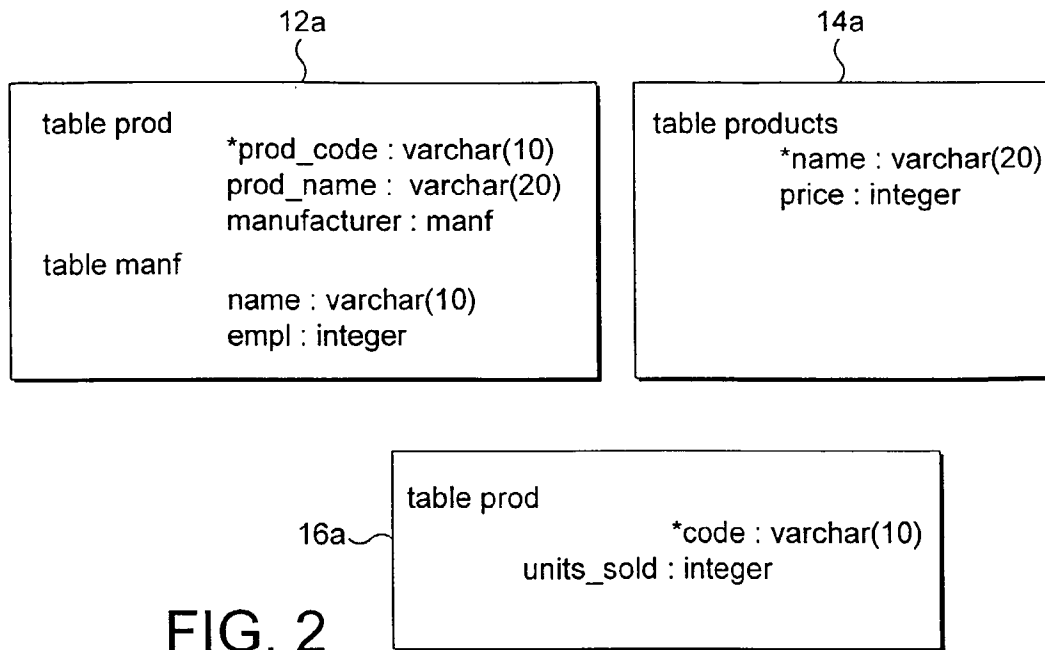 12a
table prod
*prod_code : varchar(10)
prod_name : varchar(20)
manufacturer : manf
table manf
name : varchar(10)
empl : integer
14a
table products
*name : varchar(20)
price : integer
16a
table prod
*code : varchar(10)
units_sold : integer
FIG. 2